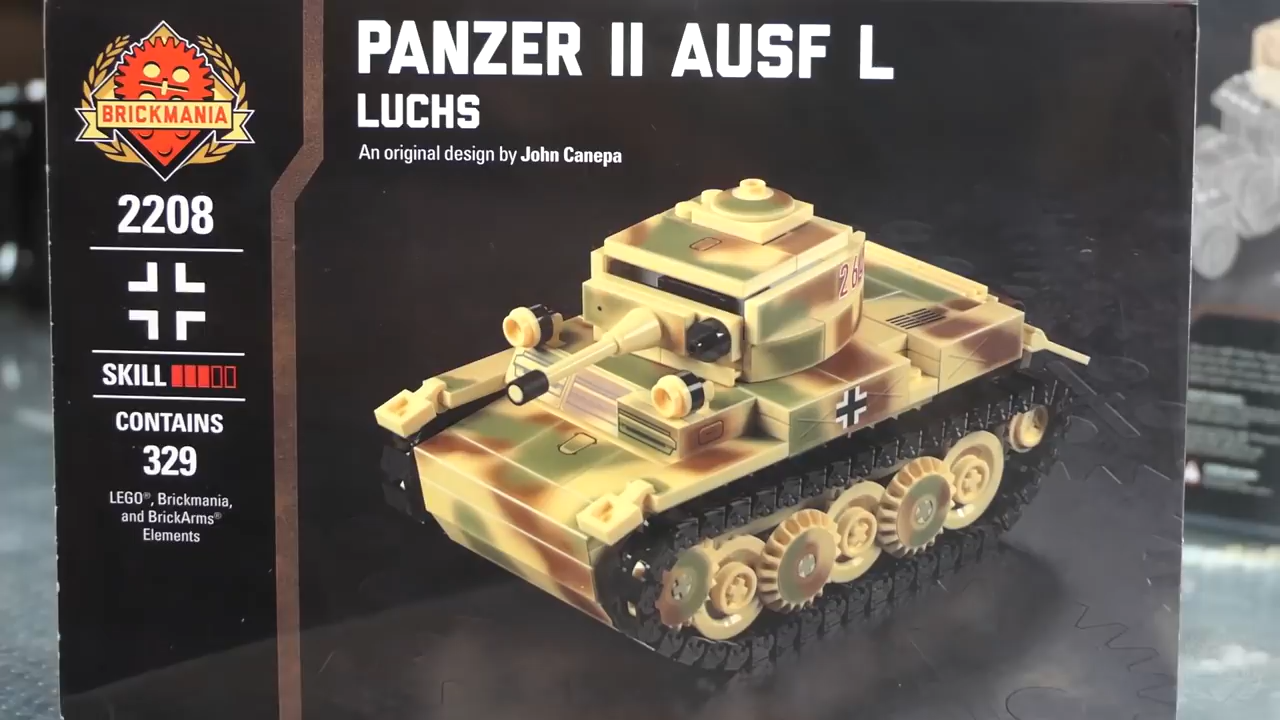 PANZER II AUSF L
LUCHS
An original design by John Canepa
BRICKMANIA
2208
SKILL
CONTAINS
329
LEGO®, Brickmania,
and BrickArms®
Elements